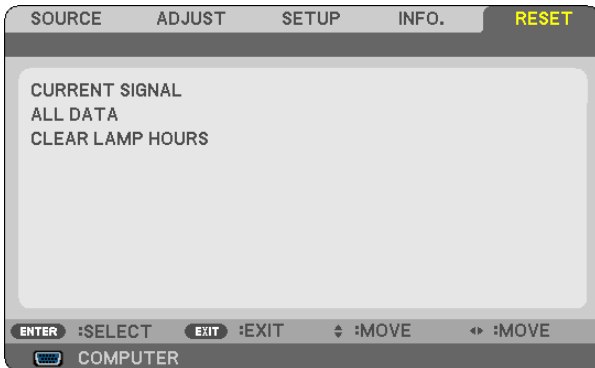 SOURCE ADJUST SETUP INFO. RESET
CURRENT SIGNAL
ALL DATA
CLEAR LAMP HOURS
ENTER :SELECT EXIT :EXIT :MOVE :MOVE
COMPUTER